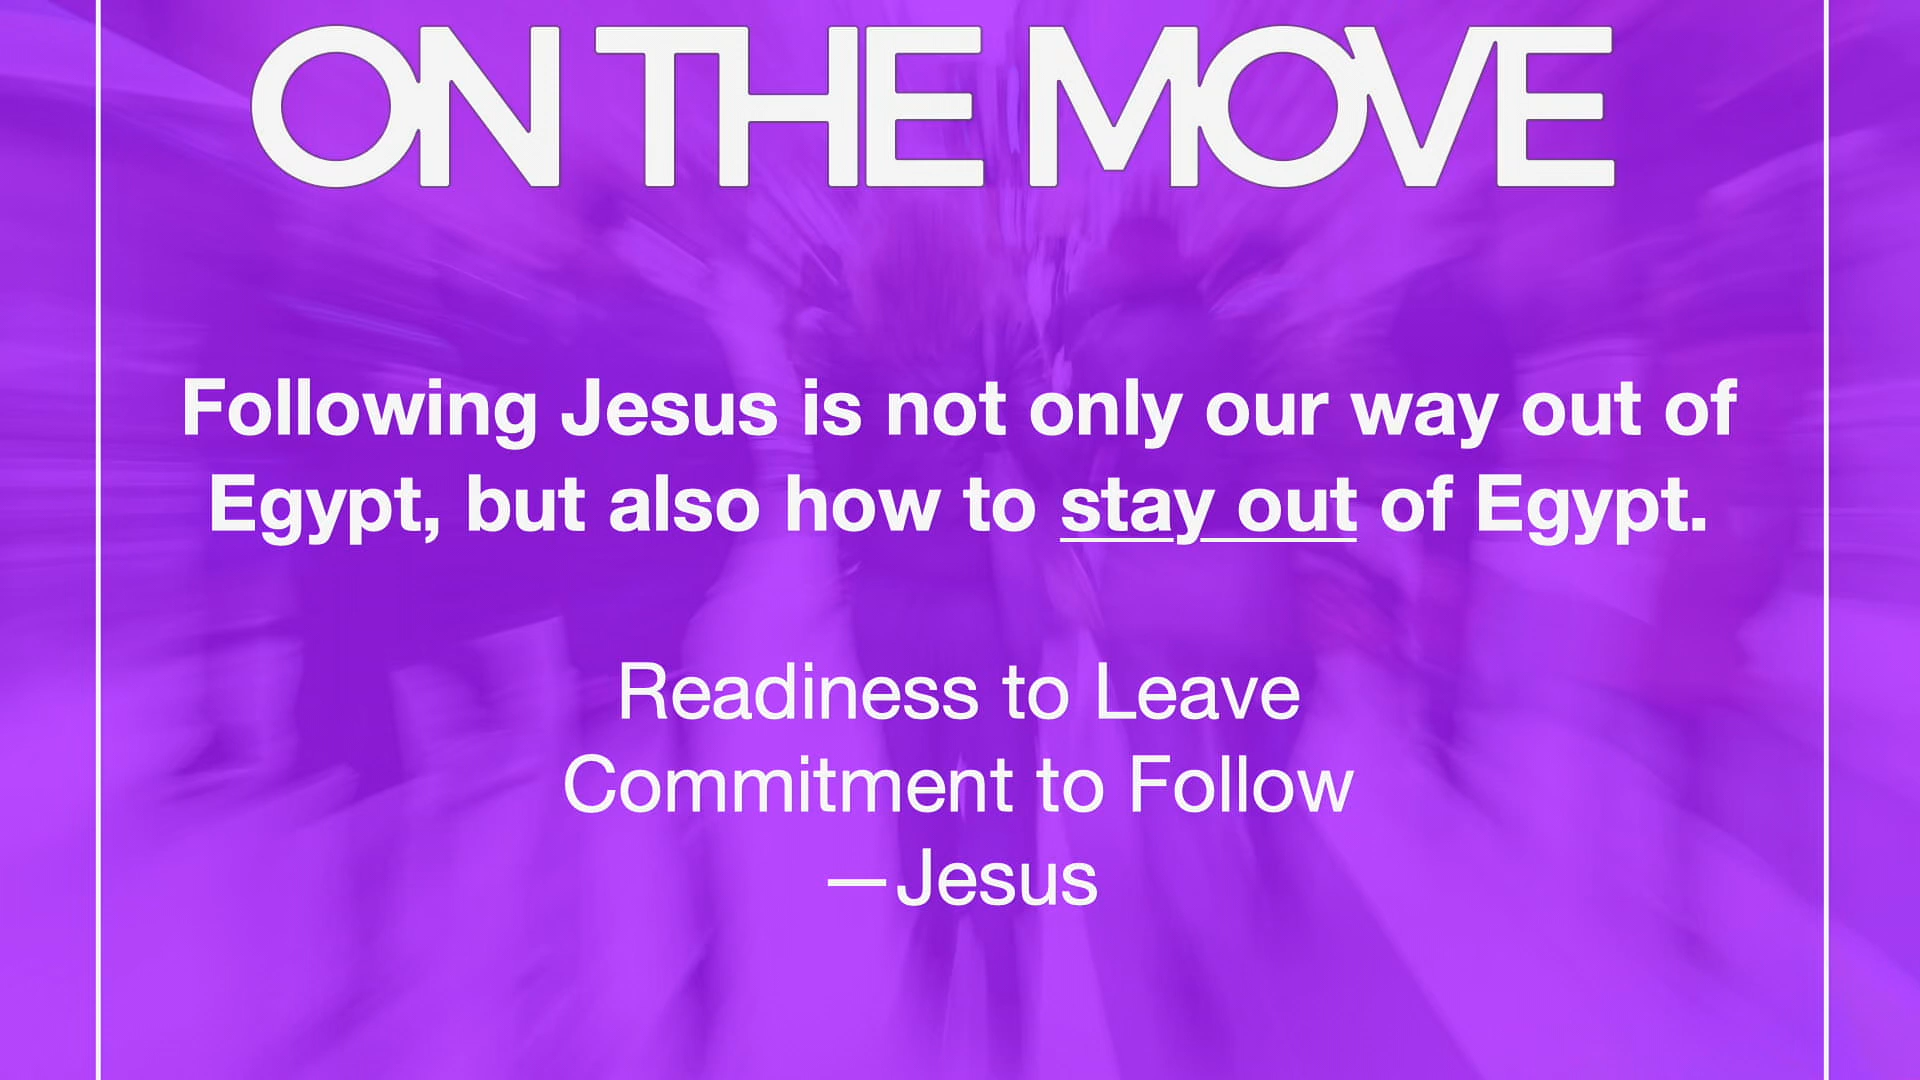 ON THE MOVE
Following Jesus is not only our way out of
Egypt, but also how to stay out of Egypt.
Readiness to Leave
Commitment to Follow
—Jesus